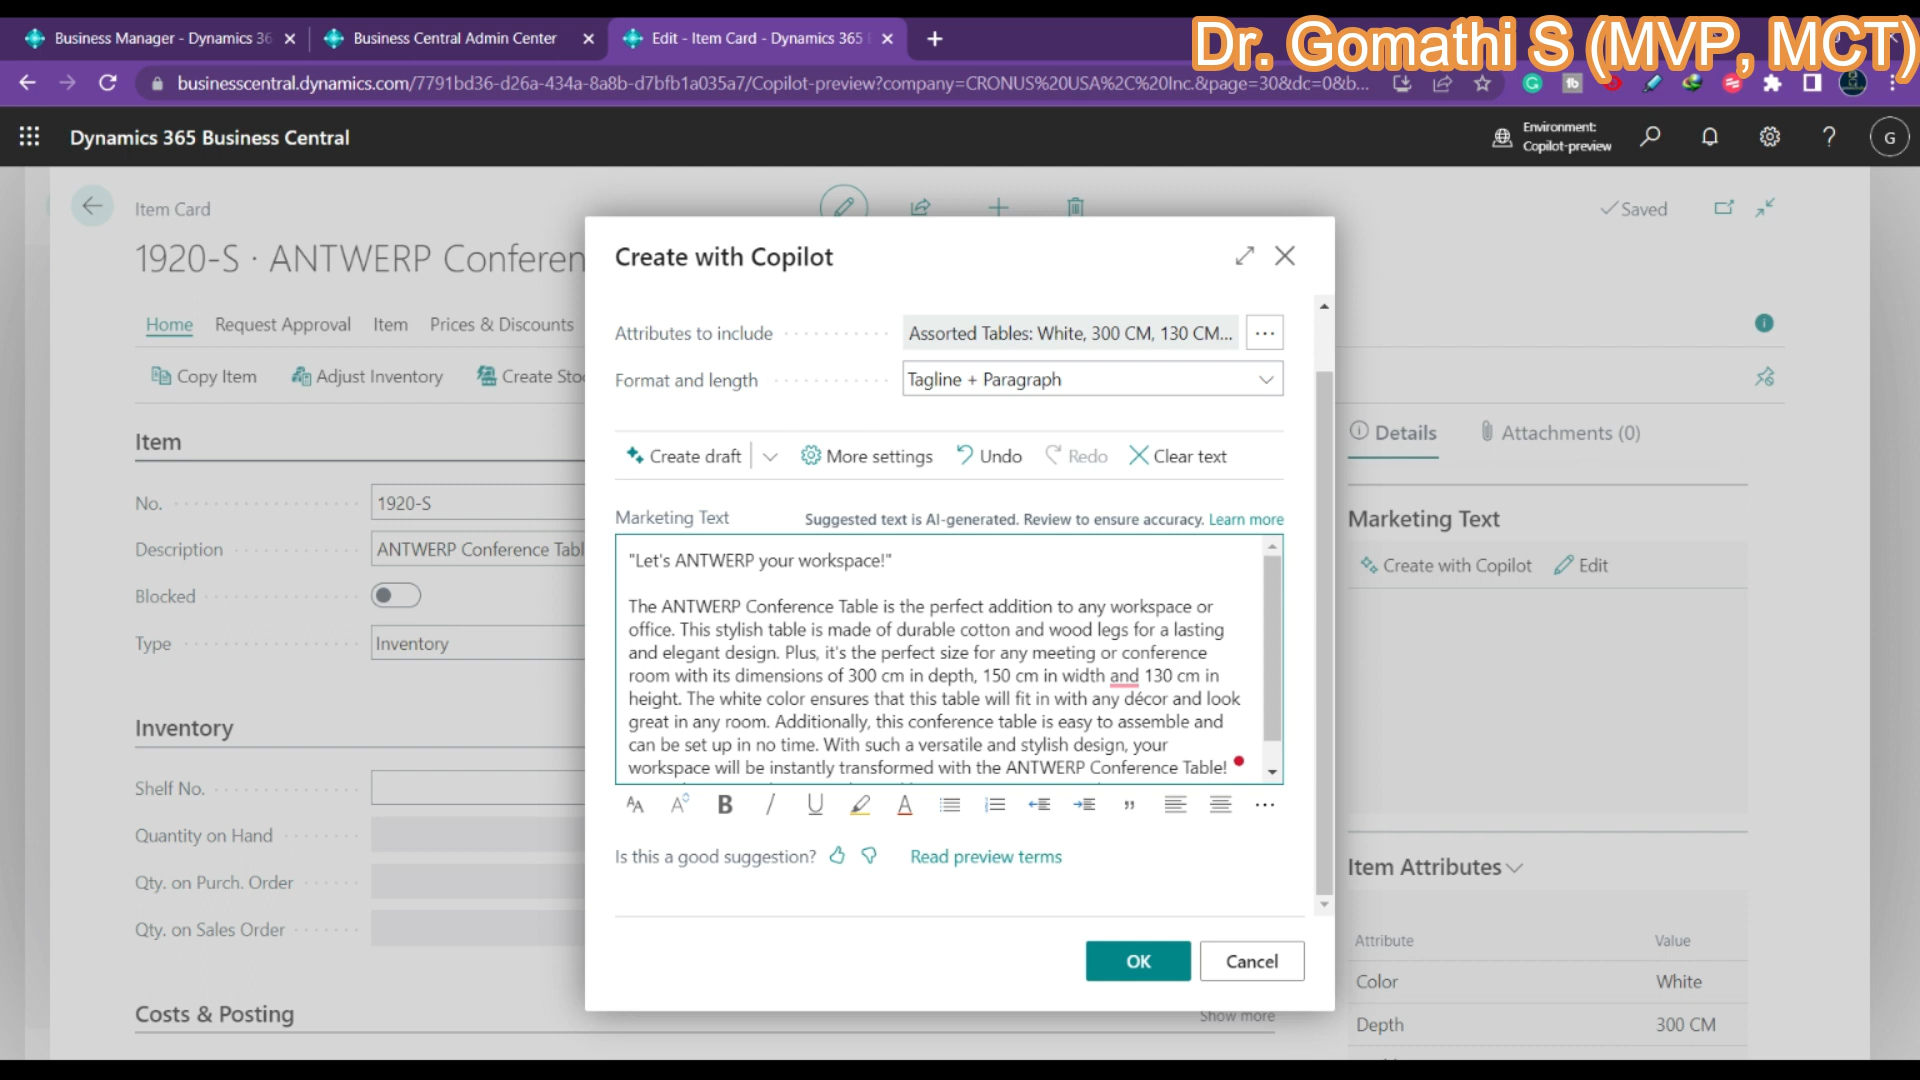 Business Manager - Dynamics 36
Business Central Admin Center
Edit - Item Card - Dynamics 365
Dr. Gomathi S (MVP, MCT)
businesscentral.dynamics.com/7791bd36-d26a-434a-8a8b-d7bfb1a035a7/Copilot-preview?company=CRONUS%20USA%2C%20Inc.&page=30&dc=0&b...
Dynamics 365 Business Central
Environment:
Copilot-preview
G
Item Card
Saved
1920-S · ANTWERP Conferen
Home Request Approval Item Prices & Discounts
Copy Item Adjust Inventory Create Sto
Item
No. 1920-S
Description ANTWERP Conference Tabl
Blocked
Type Inventory
Inventory
Shelf No.
Quantity on Hand
Qty. on Purch. Order
Qty. on Sales Order
Costs & Posting
Show more
Create with Copilot
Attributes to include Assorted Tables: White, 300 CM, 130 CM...
Format and length Tagline + Paragraph
Create draft More settings Undo Redo Clear text
Marketing Text Suggested text is AI-generated. Review to ensure accuracy. Learn more
"Let's ANTWERP your workspace!"
The ANTWERP Conference Table is the perfect addition to any workspace or
office. This stylish table is made of durable cotton and wood legs for a lasting
and elegant design. Plus, it's the perfect size for any meeting or conference
room with its dimensions of 300 cm in depth, 150 cm in width and 130 cm in
height. The white color ensures that this table will fit in with any décor and look
great in any room. Additionally, this conference table is easy to assemble and
can be set up in no time. With such a versatile and stylish design, your
workspace will be instantly transformed with the ANTWERP Conference Table!
Is this a good suggestion? Read preview terms
OK Cancel
Details Attachments (0)
Marketing Text
Create with Copilot Edit
Item Attributes
Attribute Value
Color White
Depth 300 CM